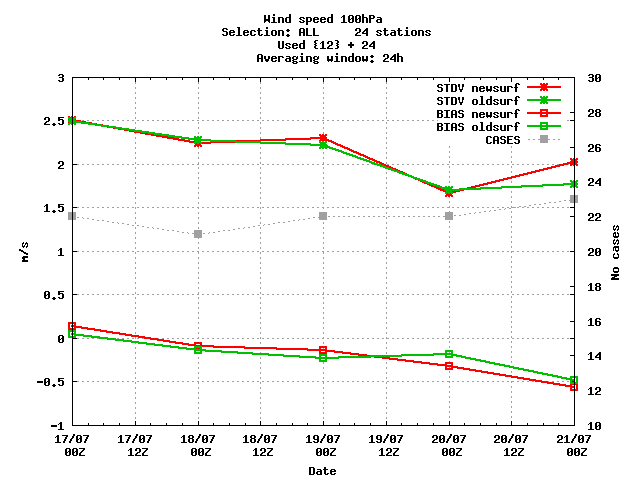 Wind speed 100hPa
Selection: ALL     24 stations
Used {12} + 24
Averaging window: 24h
STDV newsurf
STDV oldsurf
BIAS newsurf
BIAS oldsurf
CASES
3
2.5
2
1.5
1
0.5
0
-0.5
-1
m/s
30
28
26
24
22
20
18
16
14
12
10
No cases
17/07 17/07 18/07 18/07 19/07 19/07 20/07 20/07 21/07
00Z 12Z 00Z 12Z 00Z 12Z 00Z 12Z 00Z
Date